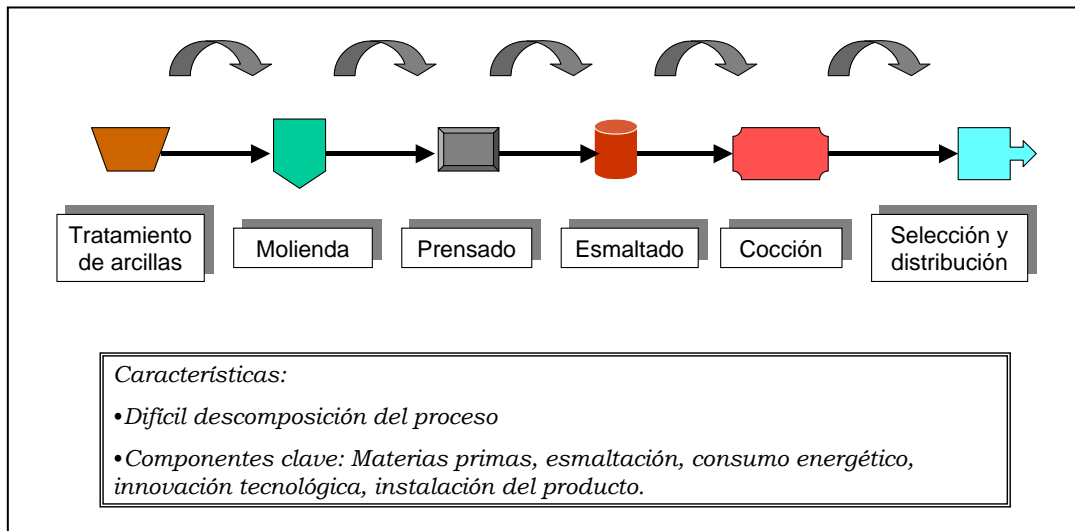 Tratamiento
de arcillas
Molienda
Prensado
Esmaltado
Cocción
Selección y
distribución
Características:
•Difícil descomposición del proceso
•Componentes clave: Materias primas, esmaltación, consumo energético,
innovación tecnológica, instalación del producto.